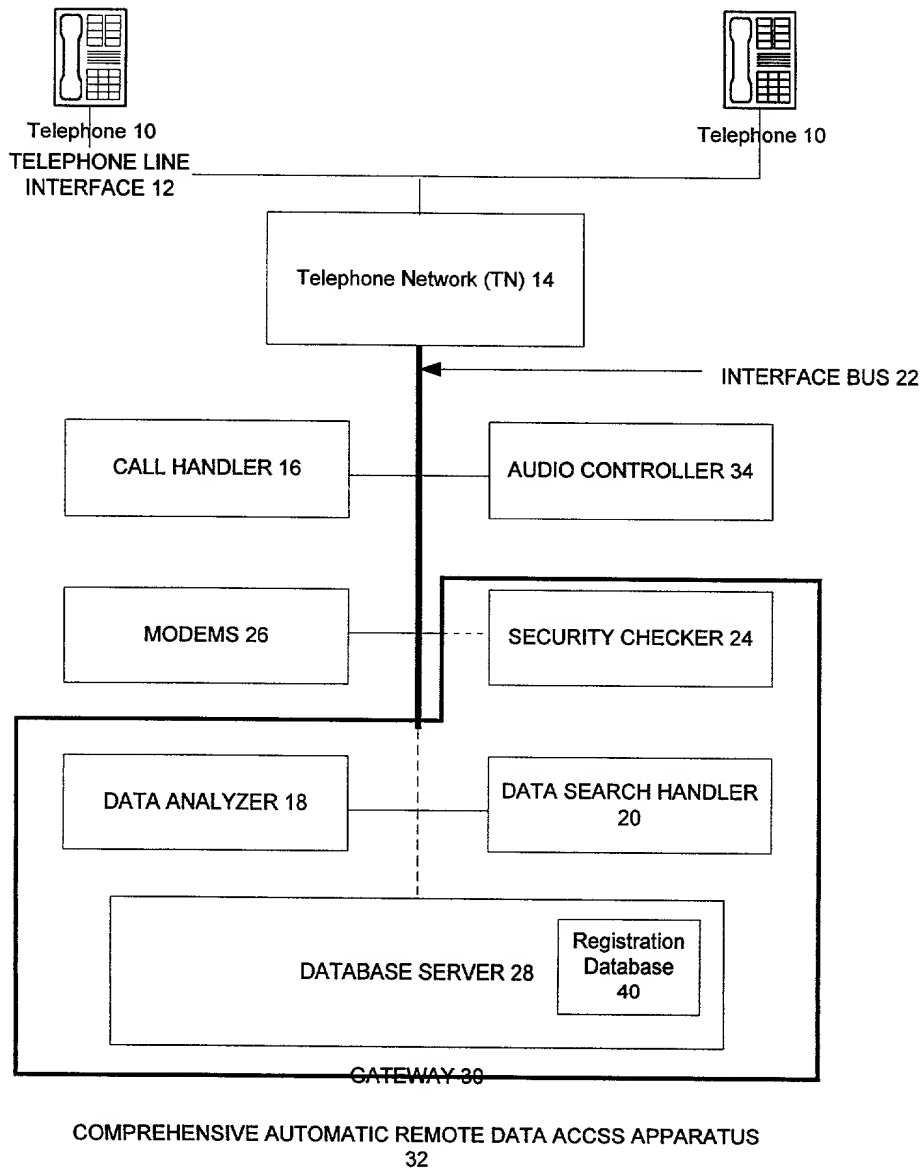 Telephone 10
Telephone 10
TELEPHONE LINE
INTERFACE 12
Telephone Network (TN) 14
INTERFACE BUS 22
CALL HANDLER 16
AUDIO CONTROLLER 34
MODEMS 26
SECURITY CHECKER 24
DATA ANALYZER 18
DATA SEARCH HANDLER
20
DATABASE SERVER 28
Registration
Database
40
GATEWAY 30
COMPREHENSIVE AUTOMATIC REMOTE DATA ACCSS APPARATUS
32